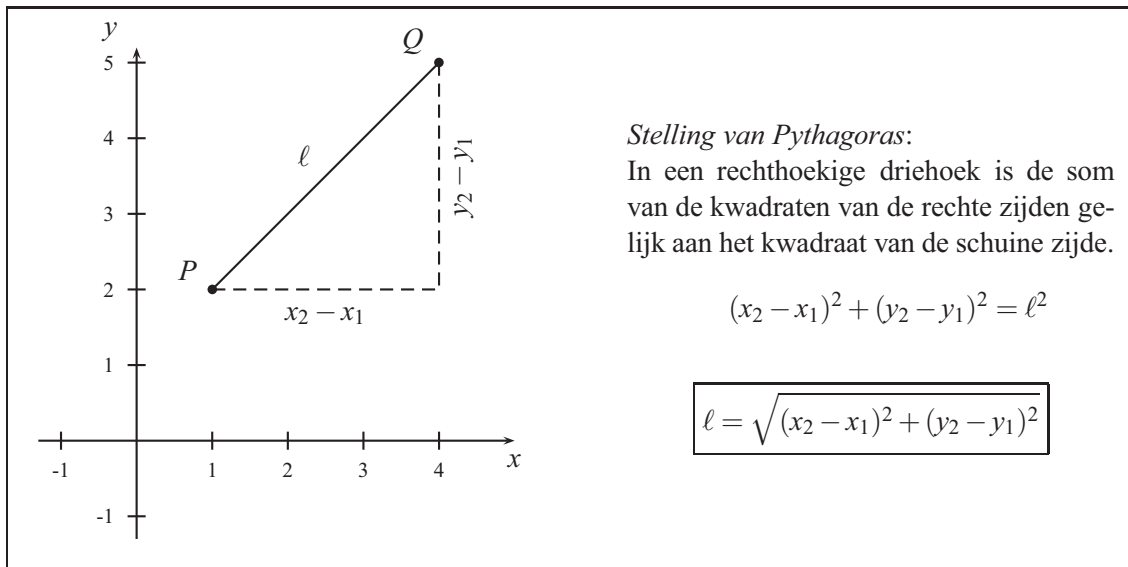 y
Q
5
4
3
2
1
-1
ℓ
y₂ − y₁
P
x₂ − x₁
-1
1
2
3
4
x
Stelling van Pythagoras:
In een rechthoekige driehoek is de som
van de kwadraten van de rechte zijden ge-
lijk aan het kwadraat van de schuine zijde.
(x₂ − x₁)² + (y₂ − y₁)² = ℓ²
ℓ = √((x₂ − x₁)² + (y₂ − y₁)²)